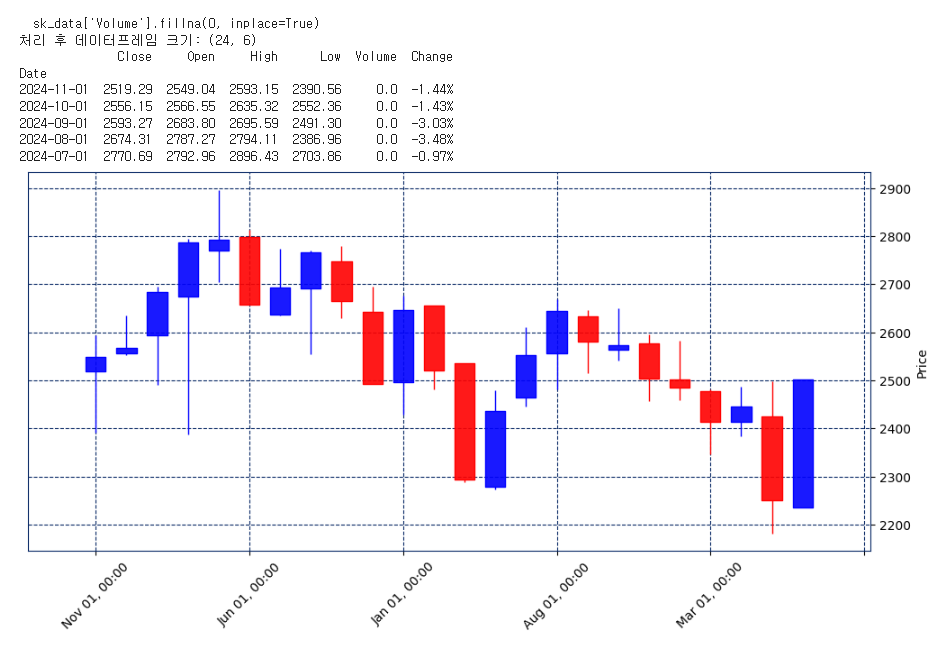 sk_data['Volume'].fillna(0, inplace=True)
처리 후 데이터프레임 크기: (24, 6)
Close Open High Low Volume Change
Date
2024-11-01 2519.29 2549.04 2593.15 2390.56 0.0 -1.44%
2024-10-01 2556.15 2566.55 2635.32 2552.36 0.0 -1.43%
2024-09-01 2593.27 2683.80 2695.59 2491.30 0.0 -3.03%
2024-08-01 2674.31 2787.27 2794.11 2386.96 0.0 -3.48%
2024-07-01 2770.69 2792.96 2896.43 2703.86 0.0 -0.97%
2900
2800
2700
2600
2500
2400
2300
2200
Price
Nov 01, 00:00
Jun 01, 00:00
Jan 01, 00:00
Aug 01, 00:00
Mar 01, 00:00